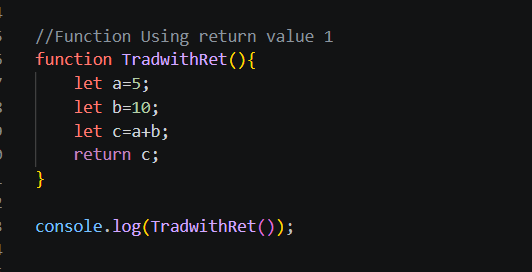 //Function Using return value 1
function TradwithRet(){
let a=5;
let b=10;
let c=a+b;
return c;
}
console.log(TradwithRet());